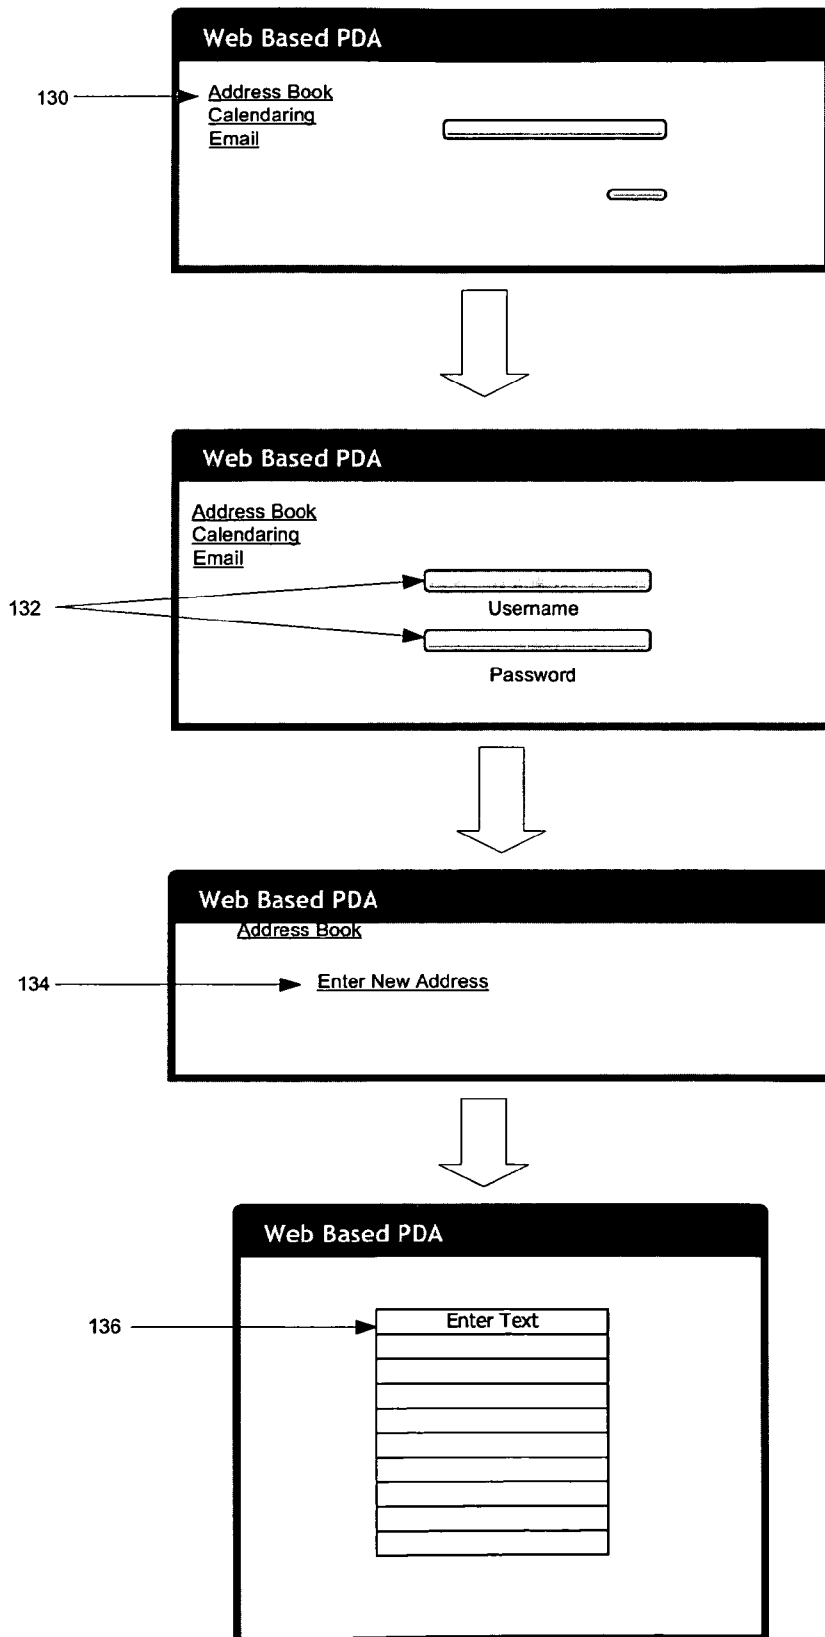 Web Based PDA
130
Address Book
Calendaring
Email
Web Based PDA
Address Book
Calendaring
Email
132
Username
Password
Web Based PDA
Address Book
134
Enter New Address
Web Based PDA
136
Enter Text